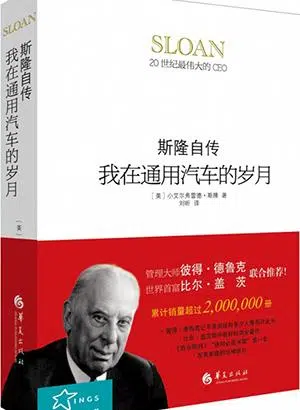 SLOAN
斯隆自传
我在通用汽车的岁月
SLOAN
20世纪最伟大的CEO
斯隆自传
我在通用汽车的岁月
[美] 小艾尔弗雷德·斯隆 著
刘昕 译
管理大师彼得·德鲁克
世界首富比尔·盖茨
联合推荐!
累计销量超过2,000,000册
华夏出版社
INGS